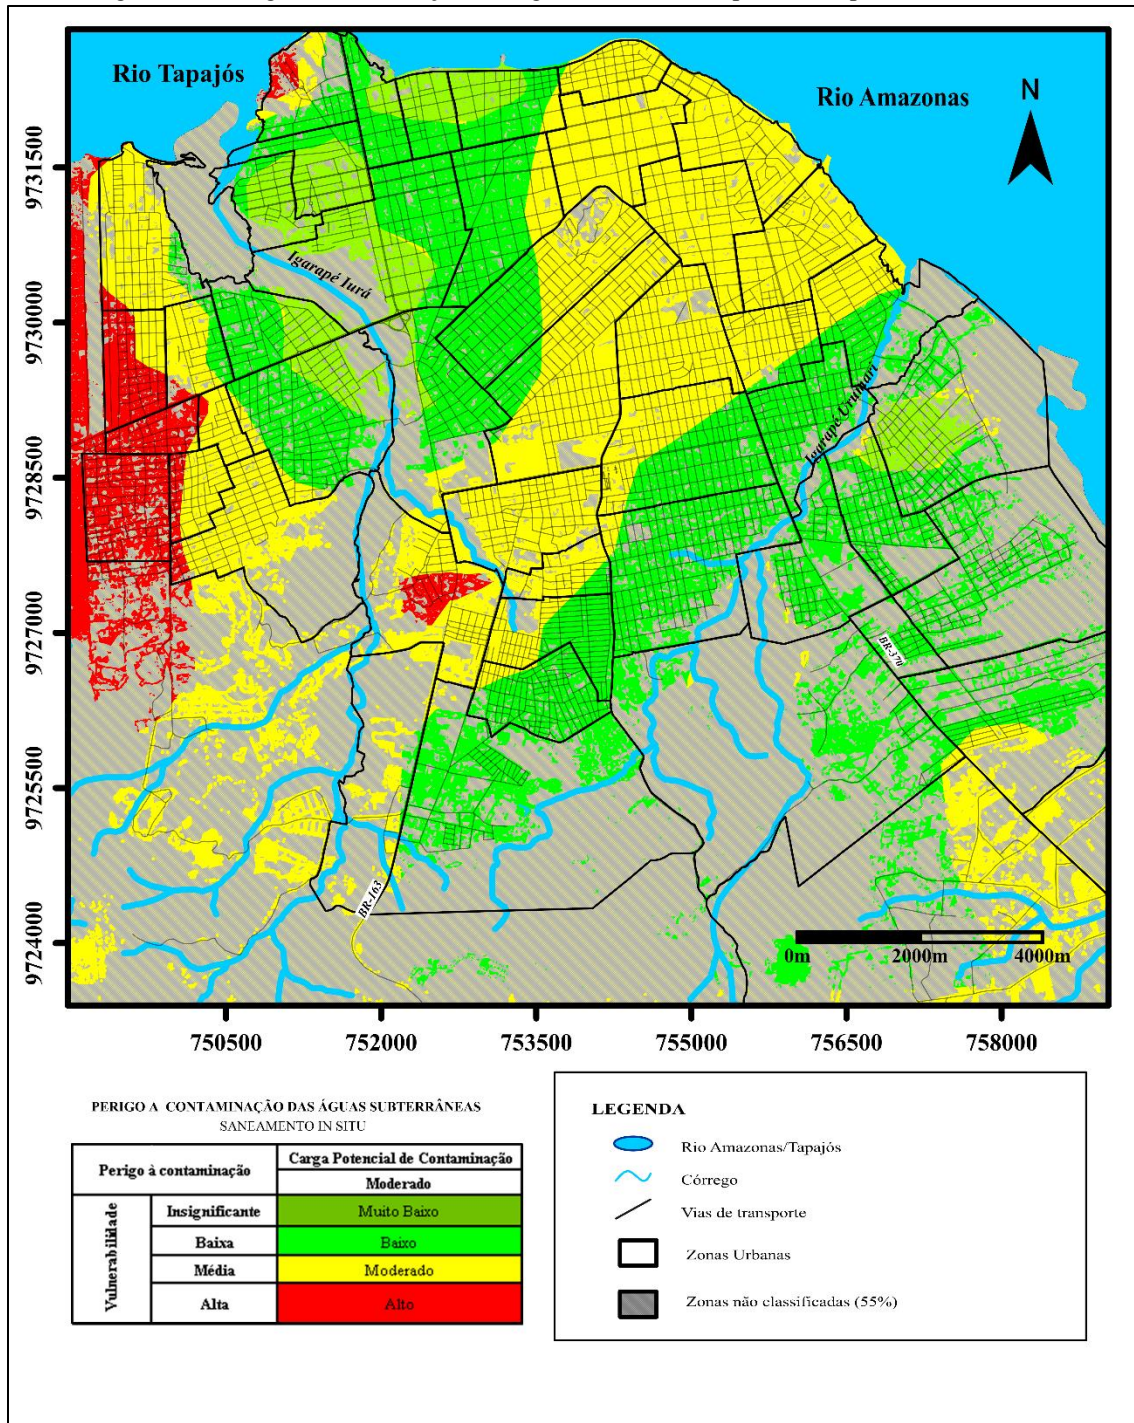 Rio Tapajós
Rio Amazonas
N
9731500
9730000
9728500
9727000
9725500
9724000
Igarapé Iurá
Igarapé Urumari
BR-370
BR-163
0m 2000m 4000m
750500 752000 753500 755000 756500 758000
PERIGO A CONTAMINAÇÃO DAS ÁGUAS SUBTERRÂNEAS
SANEAMENTO IN SITU
Perigo à contaminação
Carga Potencial de Contaminação
Moderado
Vulnerabilidade
Insignificante Muito Baixo
Baixa Baixo
Média Moderado
Alta Alto
LEGENDA
Rio Amazonas/Tapajós
Córrego
Vias de transporte
Zonas Urbanas
Zonas não classificadas (55%)